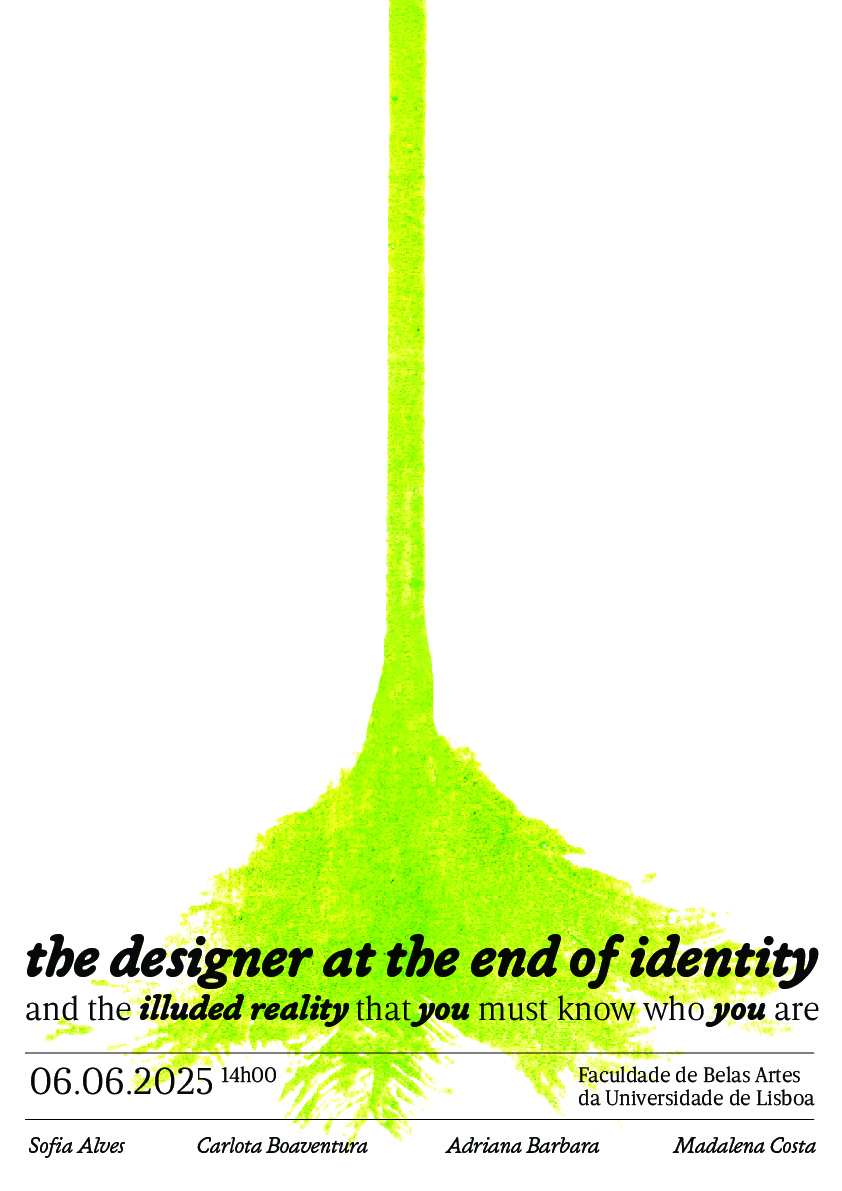 the designer at the end of identity
and the illuded reality that you must know who you are
06.06.2025 14h00
Faculdade de Belas Artes
da Universidade de Lisboa
Sofia Alves Carlota Boaventura Adriana Barbara Madalena Costa